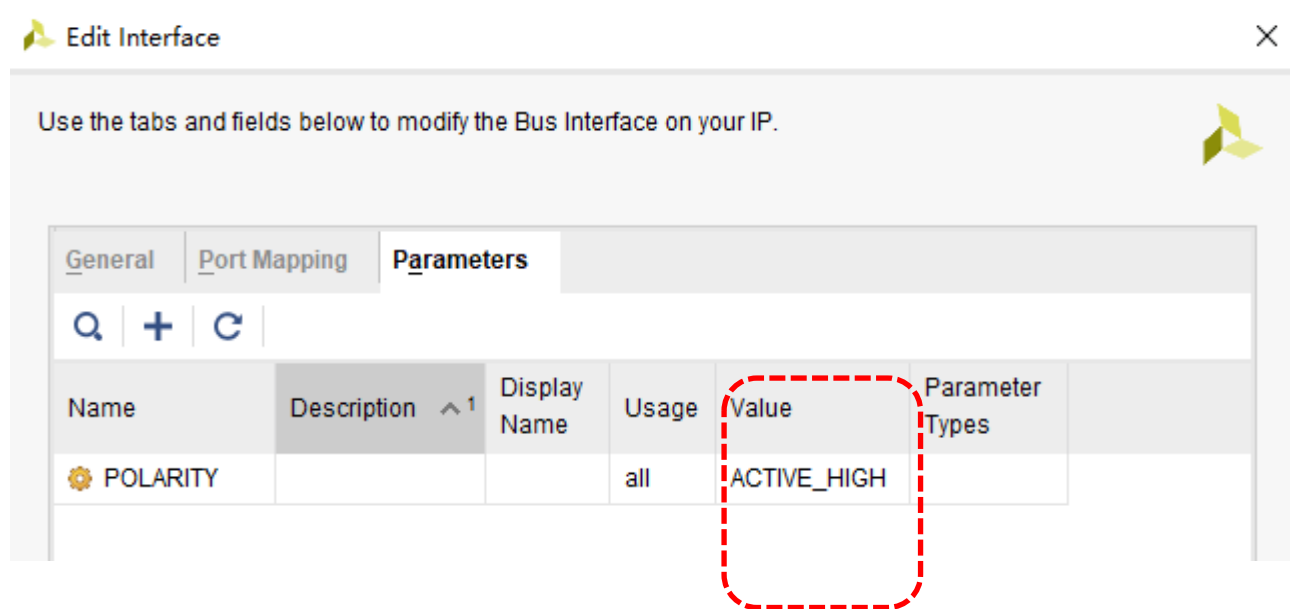 Edit Interface
Use the tabs and fields below to modify the Bus Interface on your IP.
General Port Mapping Parameters
Name Description 1 Display Name Usage Value Parameter Types
POLARITY all ACTIVE_HIGH